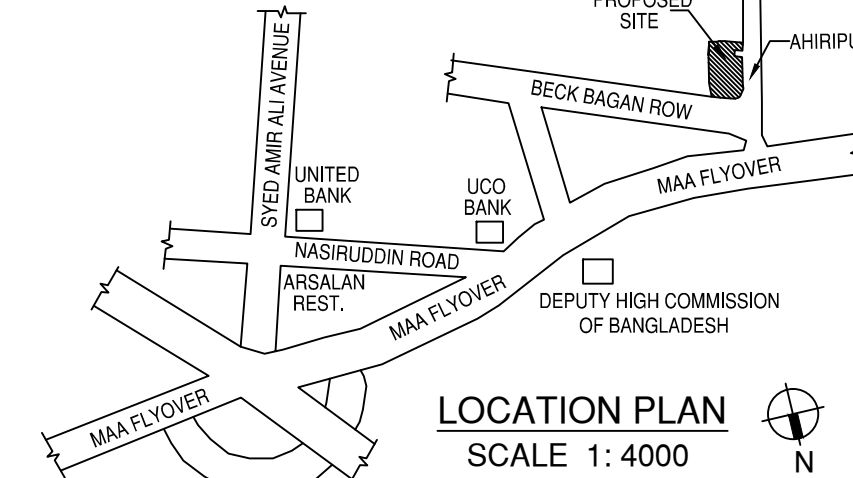 PROPOSED
SITE
AHIRIPU
SYED AMIR ALI AVENUE
BECK BAGAN ROW
UNITED
BANK
UCO
BANK
MAA FLYOVER
NASIRUDDIN ROAD
ARSALAN
REST.
MAA FLYOVER
DEPUTY HIGH COMMISSION
OF BANGLADESH
MAA FLYOVER
LOCATION PLAN
SCALE 1: 4000
N